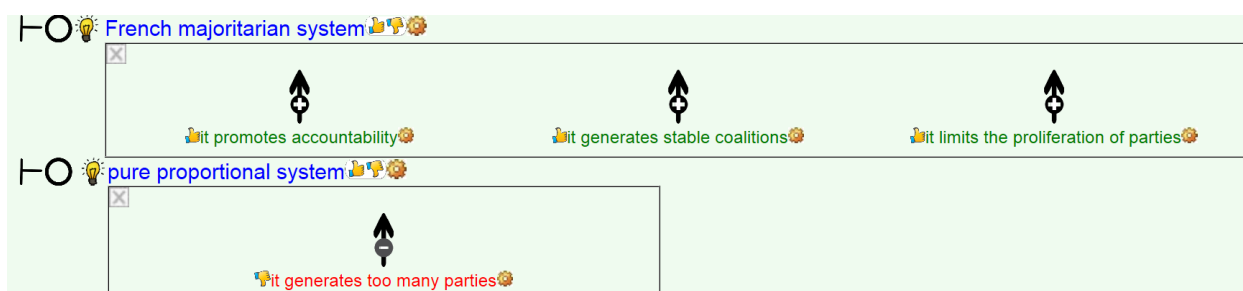 French majoritarian system
it promotes accountability it generates stable coalitions it limits the proliferation of parties
pure proportional system
it generates too many parties